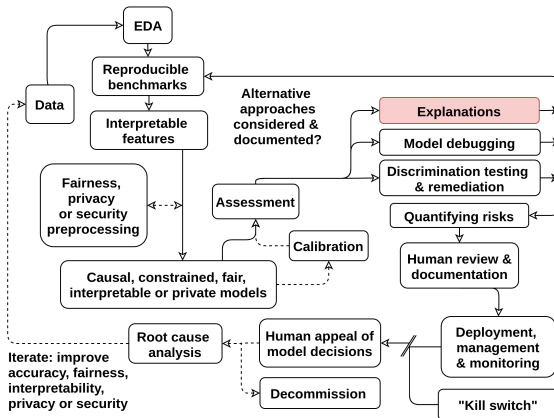 EDA
Reproducible
benchmarks
Data
Interpretable
features
Alternative
approaches
considered &
documented?
Explanations
Model debugging
Discrimination testing
& remediation
Fairness,
privacy
or security
preprocessing
Assessment
Quantifying risks
Calibration
Human review &
documentation
Causal, constrained, fair,
interpretable or private models
Root cause
analysis
Human appeal of
model decisions
Deployment,
management
& monitoring
Iterate: improve
accuracy, fairness,
interpretability,
privacy or security
Decommission
"Kill switch"